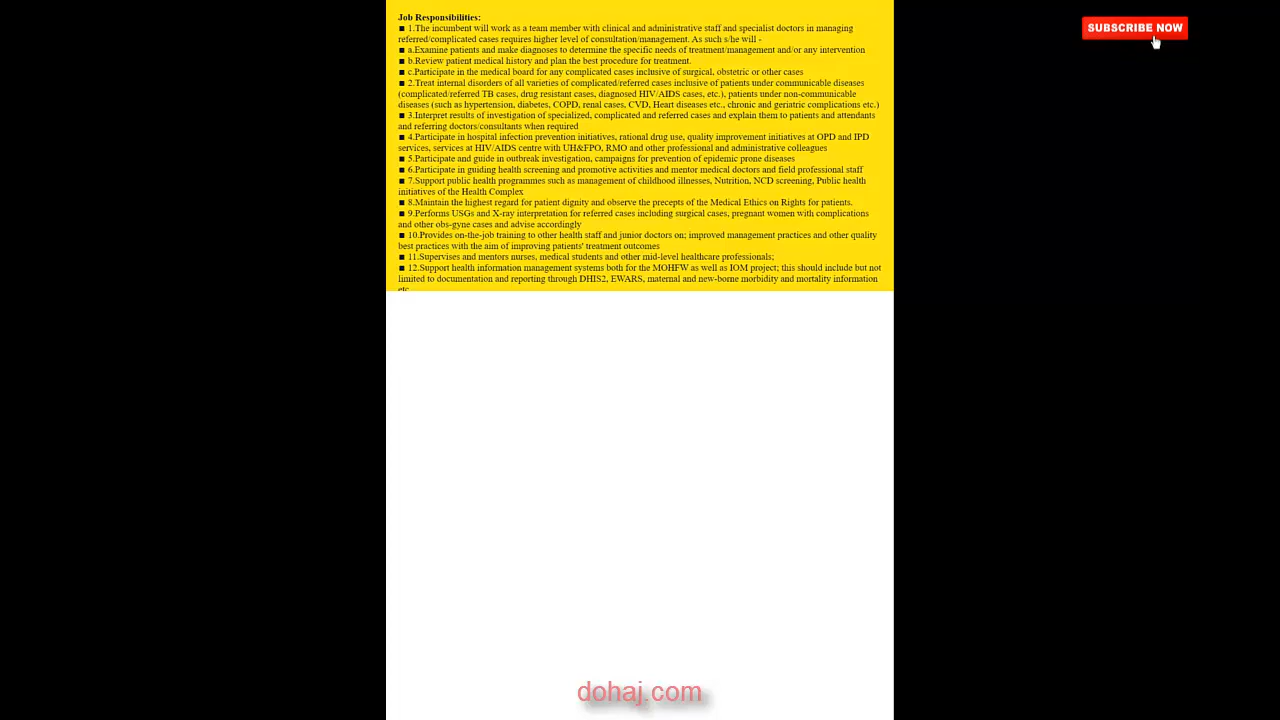 Job Responsibilities:
SUBSCRIBE NOW
■ 1.The incumbent will work as a team member with clinical and administrative staff and specialist doctors in managing
referred/complicated cases requires higher level of consultation/management. As such s/he will -
■ a.Examine patients and make diagnoses to determine the specific needs of treatment/management and/or any intervention
■ b.Review patient medical history and plan the best procedure for treatment.
■ c.Participate in the medical board for any complicated cases inclusive of surgical, obstetric or other cases
■ 2.Treat internal disorders of all varieties of complicated/referred cases inclusive of patients under communicable diseases
(complicated/referred TB cases, drug resistant cases, diagnosed HIV/AIDS cases, etc.), patients under non-communicable
diseases (such as hypertension, diabetes, COPD, renal cases, CVD, Heart diseases etc., chronic and geriatric complications etc.)
■ 3.Interpret results of investigation of specialized, complicated and referred cases and explain them to patients and attendants
and referring doctors/consultants when required
■ 4.Participate in hospital infection prevention initiatives, rational drug use, quality improvement initiatives at OPD and IPD
services, services at HIV/AIDS centre with UH&FPO, RMO and other professional and administrative colleagues
■ 5.Participate and guide in outbreak investigation, campaigns for prevention of epidemic prone diseases
■ 6.Participate in guiding health screening and promotive activities and mentor medical doctors and field professional staff
■ 7.Support public health programmes such as management of childhood illnesses, Nutrition, NCD screening, Public health
initiatives of the Health Complex
■ 8.Maintain the highest regard for patient dignity and observe the precepts of the Medical Ethics on Rights for patients.
■ 9.Performs USGs and X-ray interpretation for referred cases including surgical cases, pregnant women with complications
and other obs-gyne cases and advise accordingly
■ 10.Provides on-the-job training to other health staff and junior doctors on; improved management practices and other quality
best practices with the aim of improving patients' treatment outcomes
■ 11.Supervises and mentors nurses, medical students and other mid-level healthcare professionals;
■ 12.Support health information management systems both for the MOHFW as well as IOM project; this should include but not
limited to documentation and reporting through DHIS2, EWARS, maternal and new-borne morbidity and mortality information
etc
dohaj.com